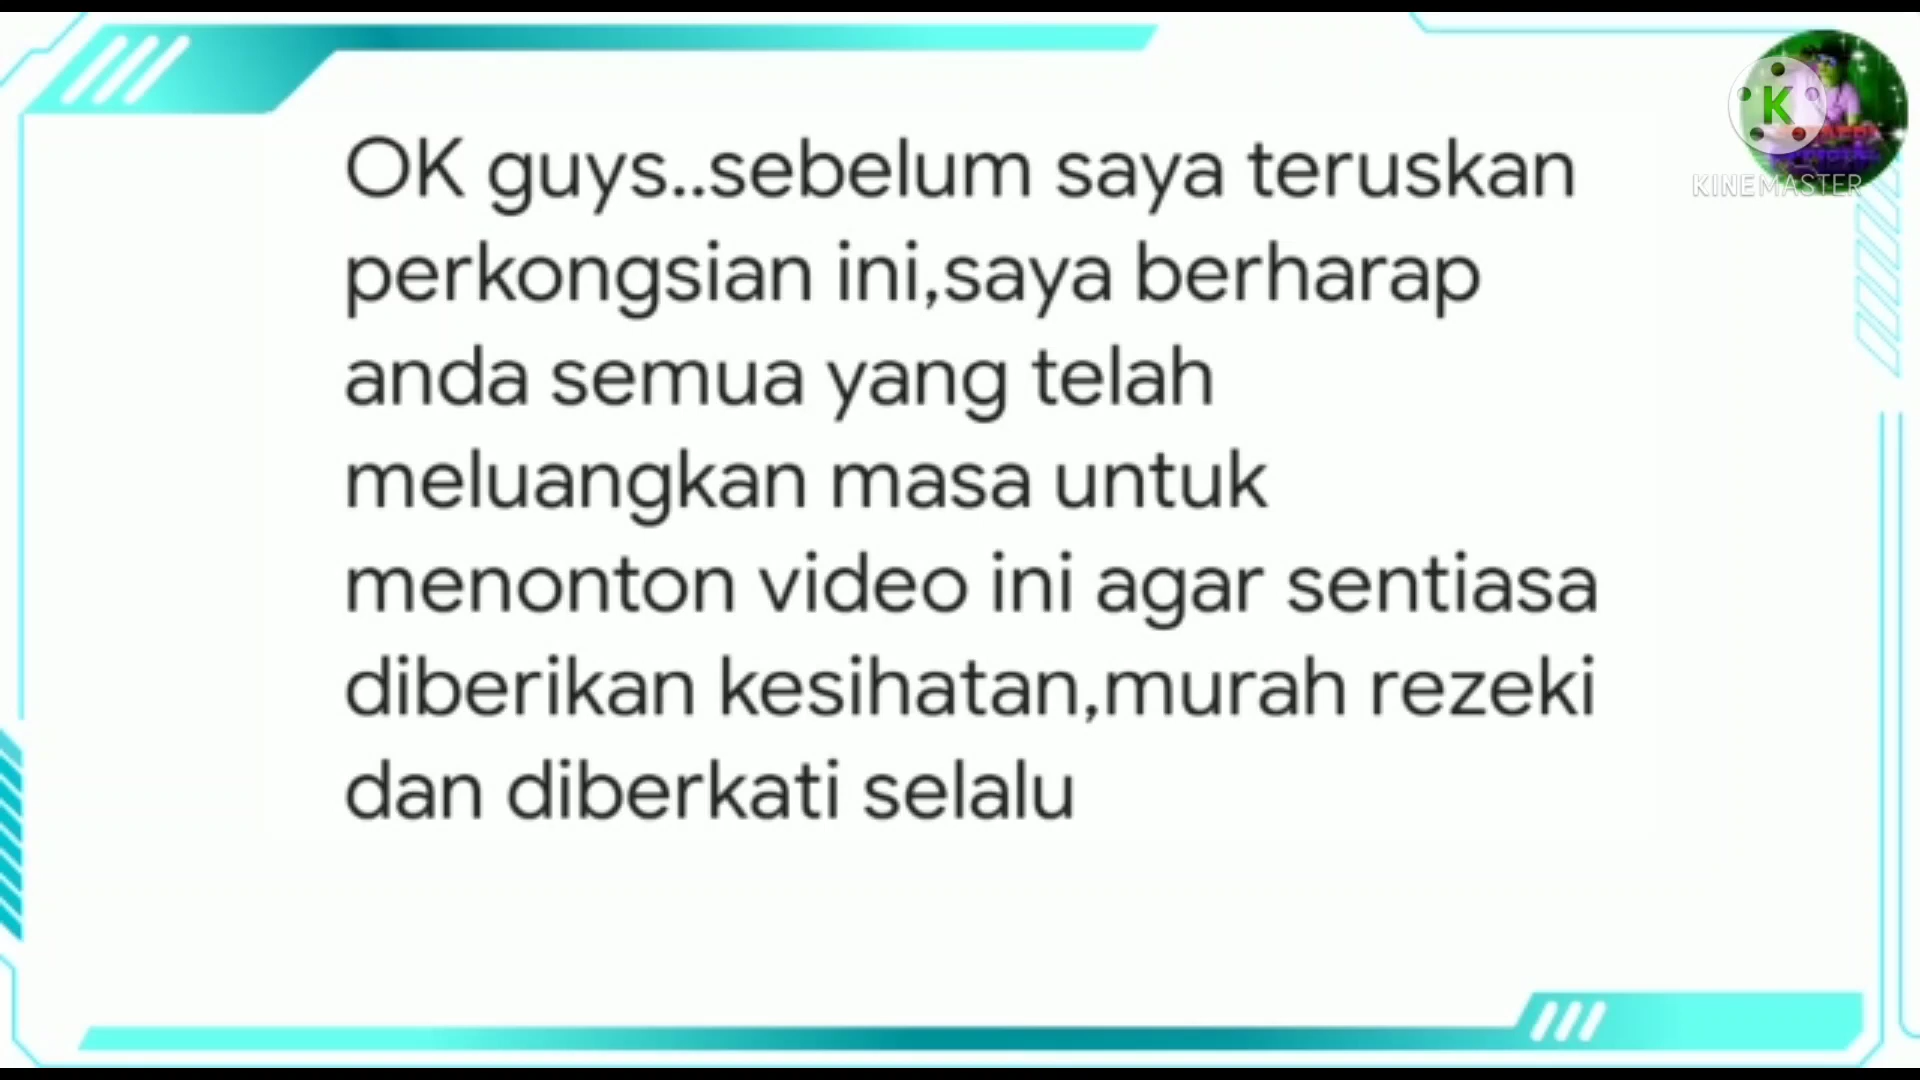 OK guys..sebelum saya teruskan
perkongsian ini,saya berharap
anda semua yang telah
meluangkan masa untuk
menonton video ini agar sentiasa
diberikan kesihatan,murah rezeki
dan diberkati selalu
K
KINEMASTER